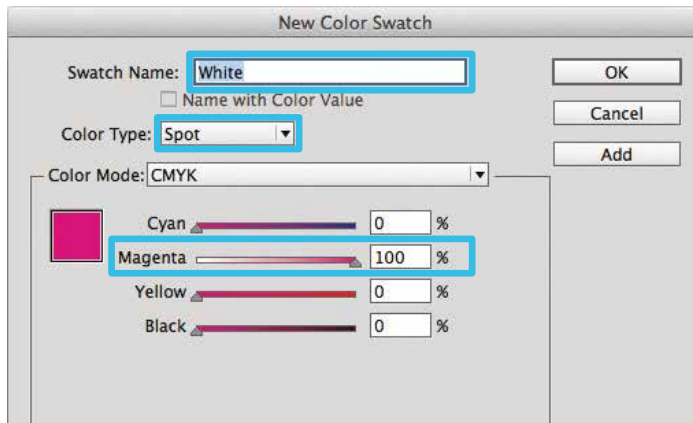 New Color Swatch
Swatch Name: White
OK
Name with Color Value
Cancel
Color Type: Spot
Add
Color Mode: CMYK
Cyan 0 %
Magenta 100 %
Yellow 0 %
Black 0 %